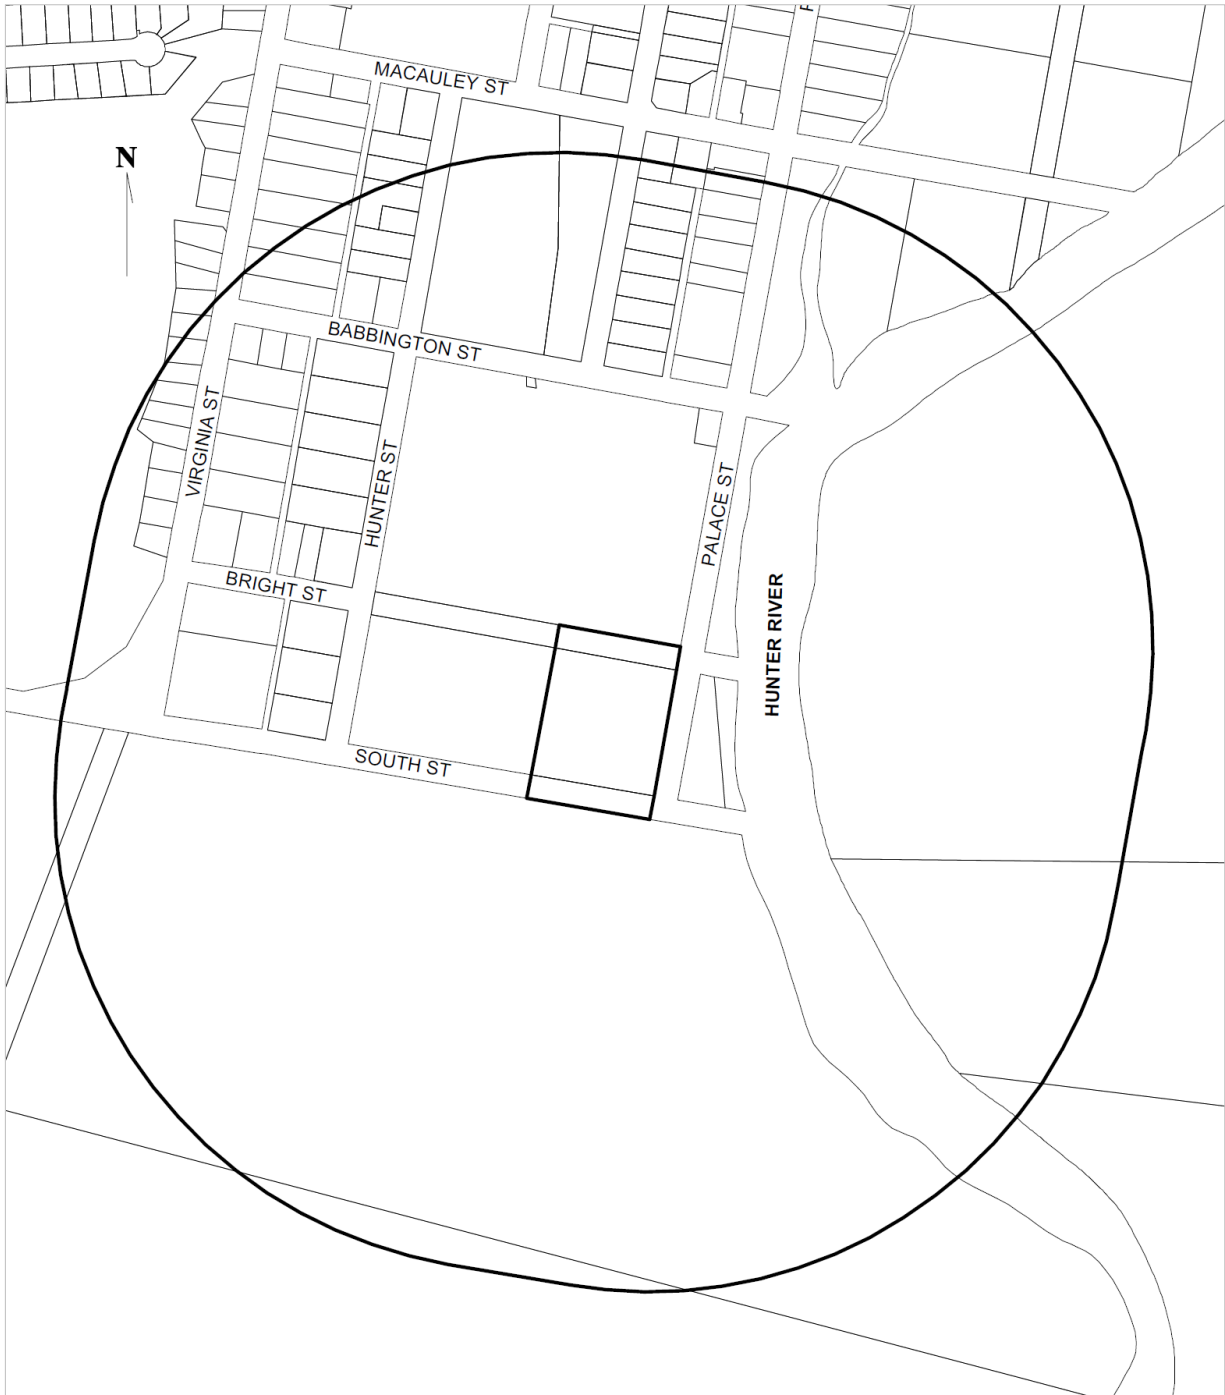 MACAULEY ST
N
BABBINGTON ST
VIRGINIA ST
HUNTER ST
PALACE ST
BRIGHT ST
HUNTER RIVER
SOUTH ST